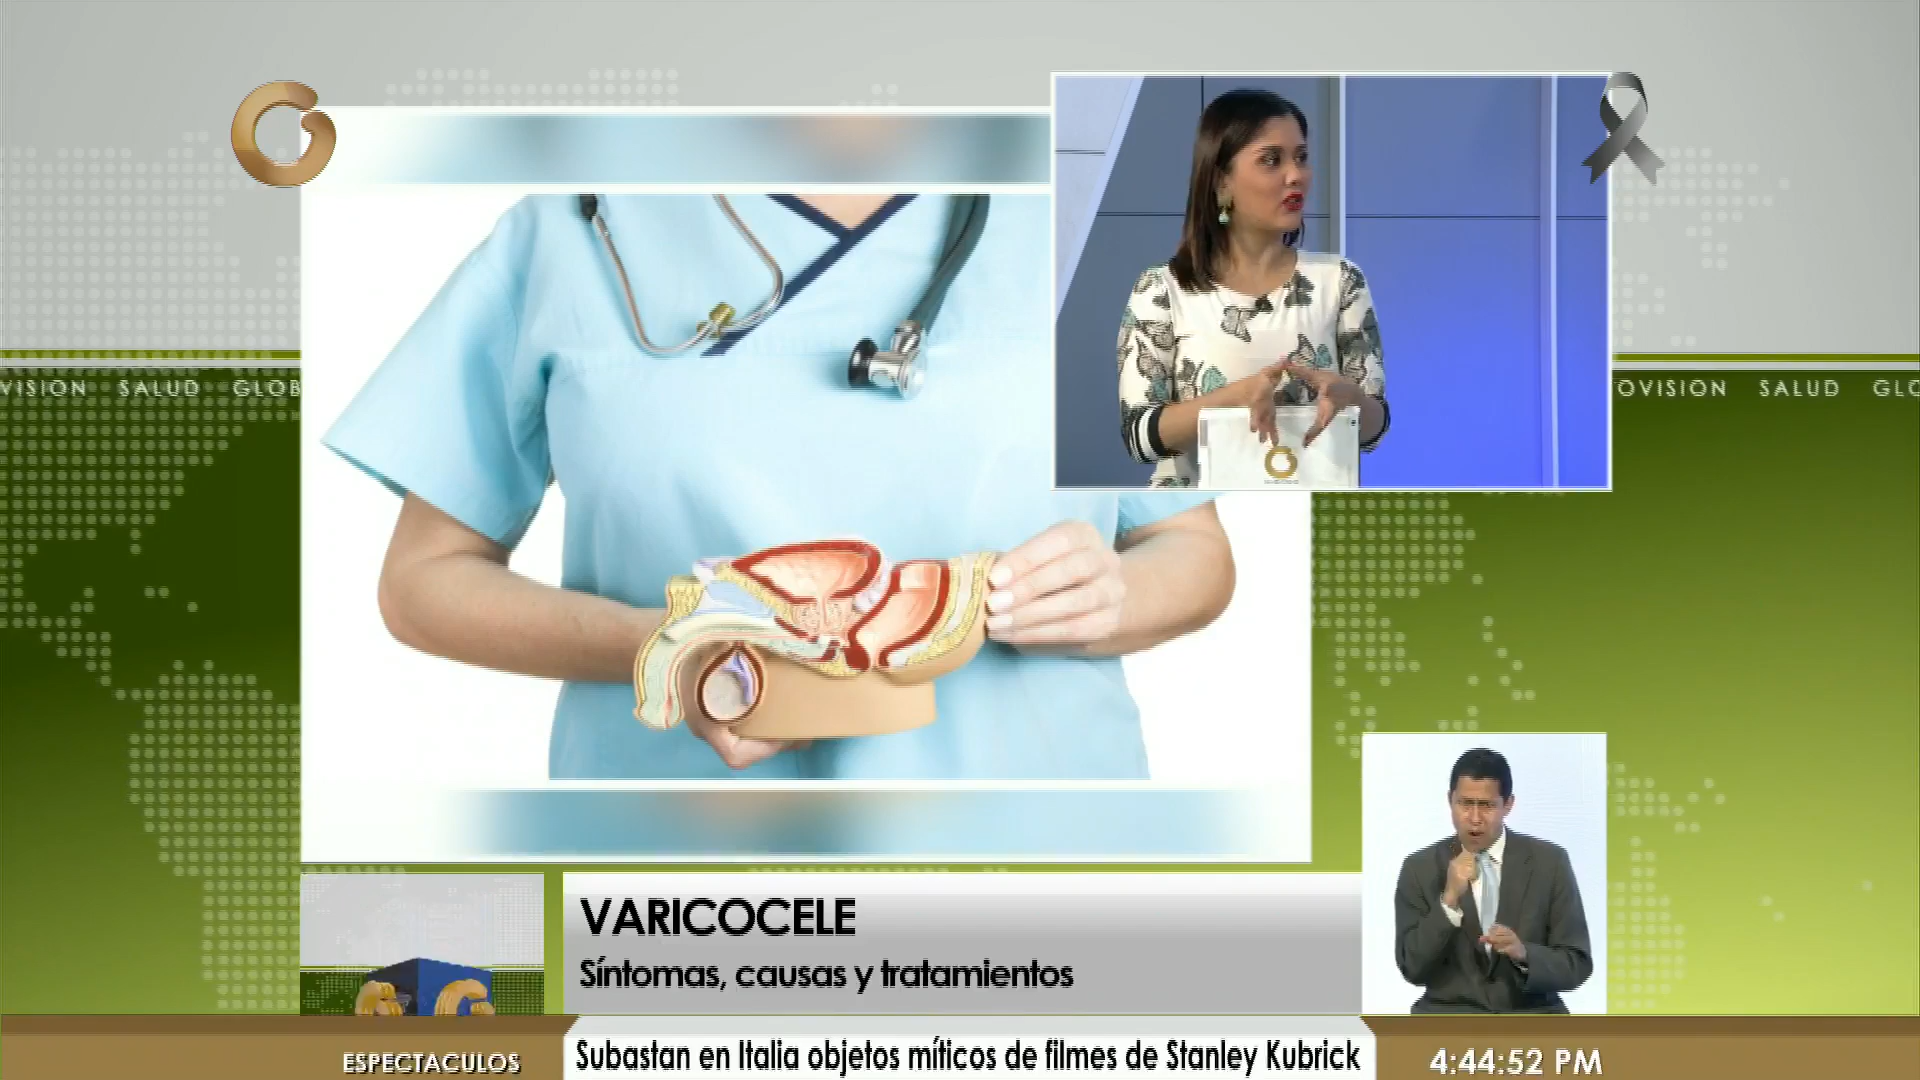 VISION SALUD GLOB
OVISION SALUD GLO
VARICOCELE
Síntomas, causas y tratamientos
ESPECTACULOS
Subastan en Italia objetos míticos de filmes de Stanley Kubrick
4:44:52 PM